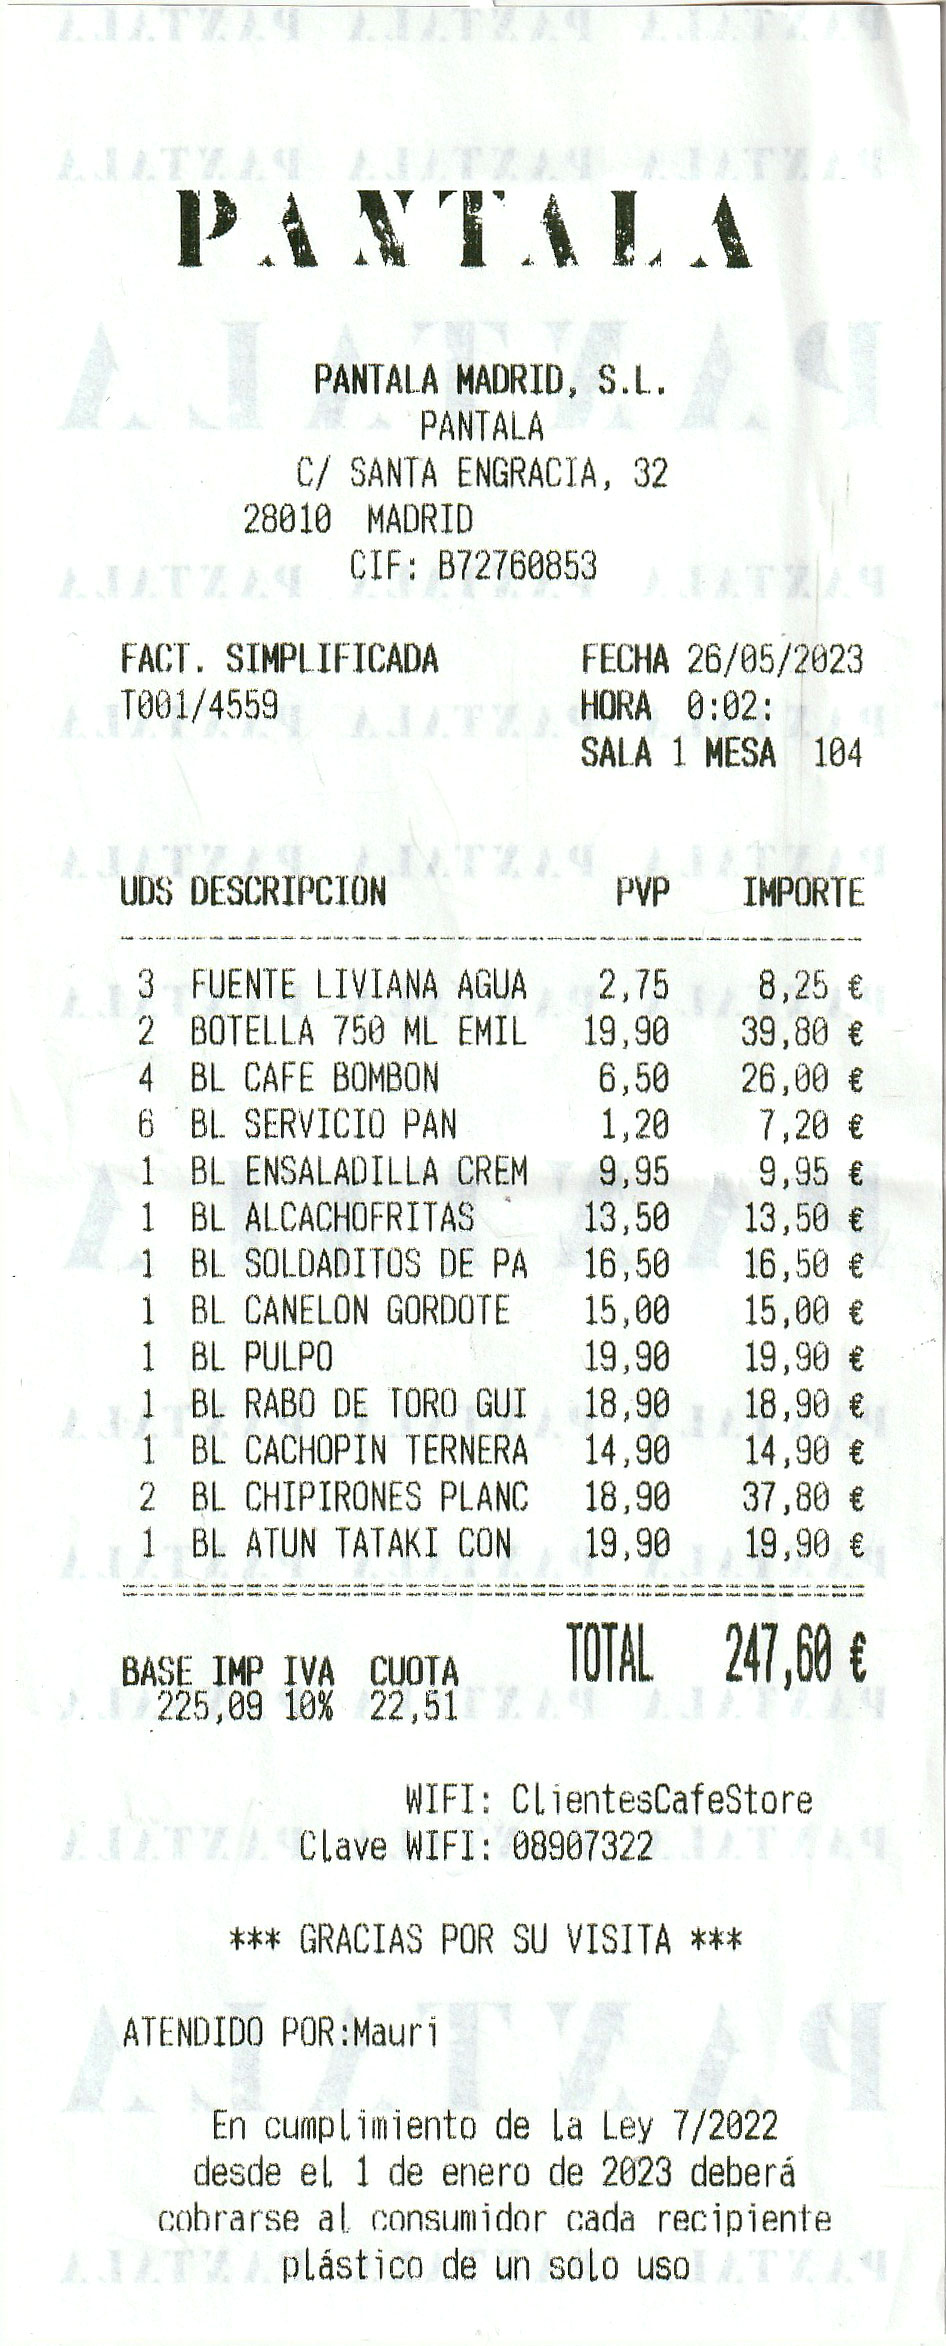 PANTALA
PANTALA MADRID, S.L.
PANTALA
C/ SANTA ENGRACIA, 32
28010 MADRID
CIF: B72760853
FACT. SIMPLIFICADA FECHA 26/05/2023
T001/4559 HORA 0:02:
SALA 1 MESA 104
UDS DESCRIPCION PVP IMPORTE
3 FUENTE LIVIANA AGUA 2,75 8,25 €
2 BOTELLA 750 ML EMIL 19,90 39,80 €
4 BL CAFE BOMBON 6,50 26,00 €
6 BL SERVICIO PAN 1,20 7,20 €
1 BL ENSALADILLA CREM 9,95 9,95 €
1 BL ALCACHOFRITAS 13,50 13,50 €
1 BL SOLDADITOS DE PA 16,50 16,50 €
1 BL CANELON GORDOTE 15,00 15,00 €
1 BL PULPO 19,90 19,90 €
1 BL RABO DE TORO GUI 18,90 18,90 €
1 BL CACHOPIN TERNERA 14,90 14,90 €
2 BL CHIPIRONES PLANC 18,90 37,80 €
1 BL ATUN TATAKI CON 19,90 19,90 €
TOTAL 247,60 €
BASE IMP IVA CUOTA
225,09 10% 22,51
WIFI: ClientesCafeStore
Clave WIFI: 08907322
*** GRACIAS POR SU VISITA ***
ATENDIDO POR:Mauri
En cumplimiento de la Ley 7/2022
desde el 1 de enero de 2023 deberá
cobrarse al consumidor cada recipiente
plástico de un solo uso